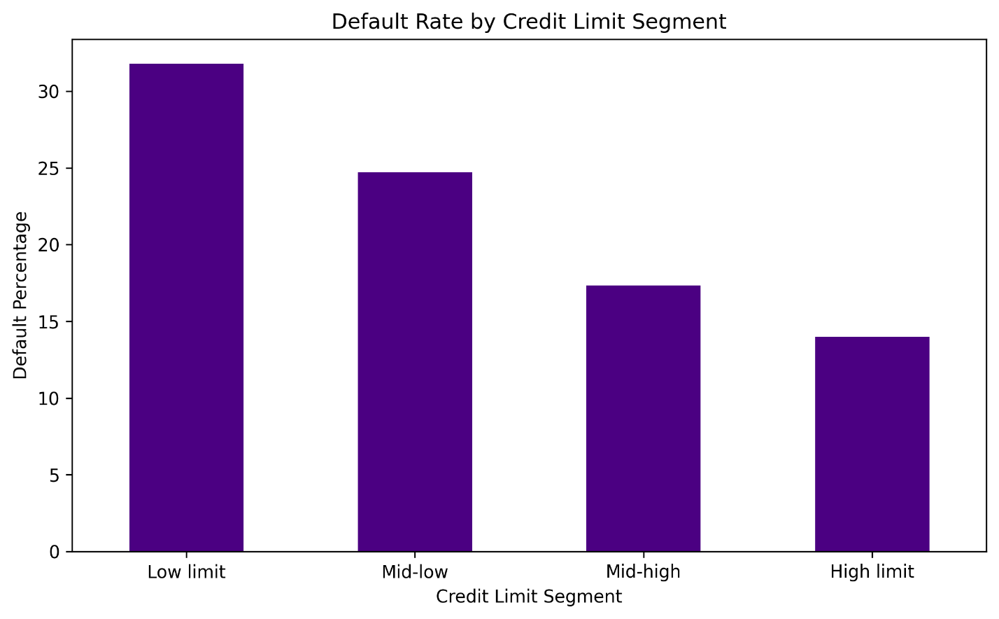 Default Rate by Credit Limit Segment
30
25
20
15
10
5
0
Default Percentage
Low limit
Mid-low
Mid-high
High limit
Credit Limit Segment